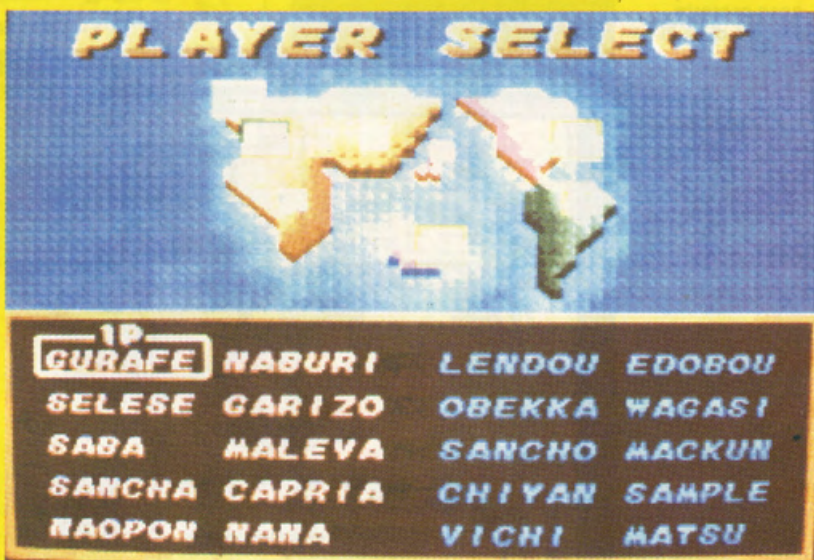 PLAYER SELECT
1P
GURAFE NABURI LENDOU EDOBOU
SELESE GARIZO OBEKKA WAGASI
SABA MALEVA SANCHO MACKUN
SANCHA CAPRIA CHIYAN SAMPLE
NAOPON NANA VICHI MATSU